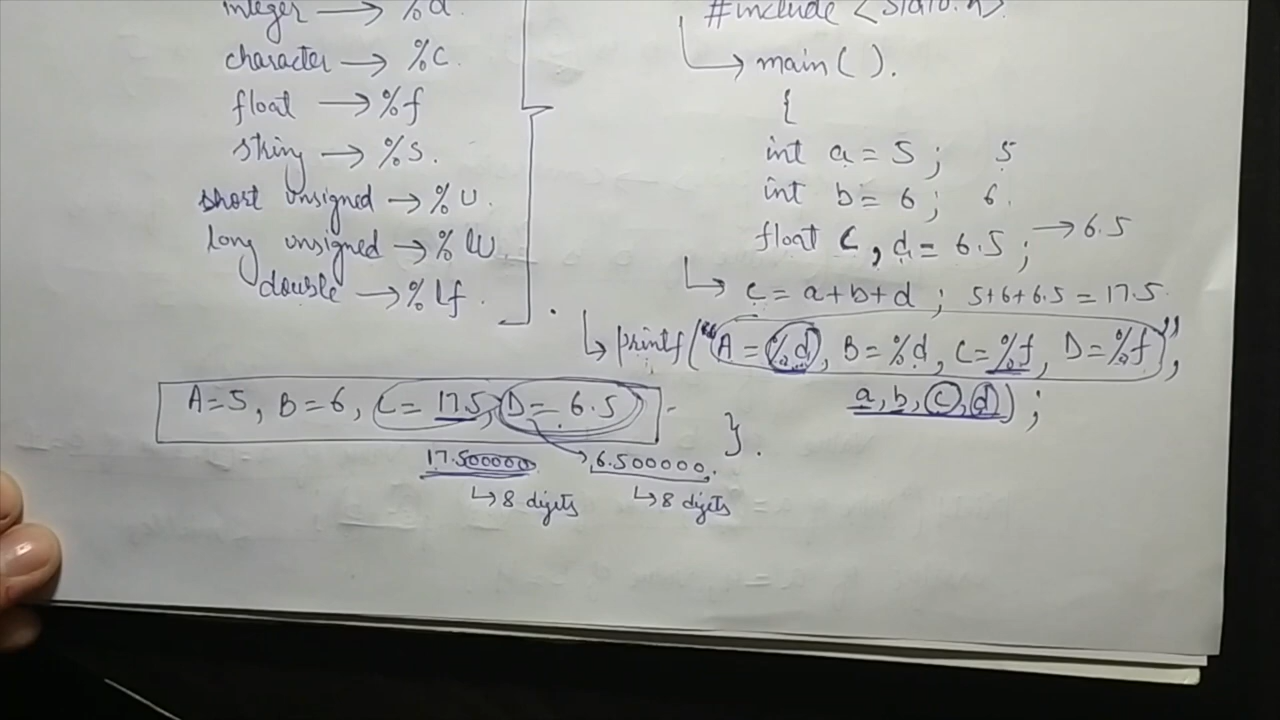 integer → %d
character → %c.
float → %f
string → %s.
short unsigned → %u.
long unsigned → %lu
double → %lf.
#include <stdio.h>.
main( ).
{
int a = 5 ; 5
int b = 6 ; 6.
float c, d = 6.5 ; → 6.5
c = a+b+d ; 5+6+6.5 = 17.5.
printf("A = %d, B = %d, C = %f, D = %f",
a, b, c, d) ;
}.
A=5, B=6, C= 17.5, D= 6.5
17.500000 6.500000.
↳ 8 digits ↳ 8 digits